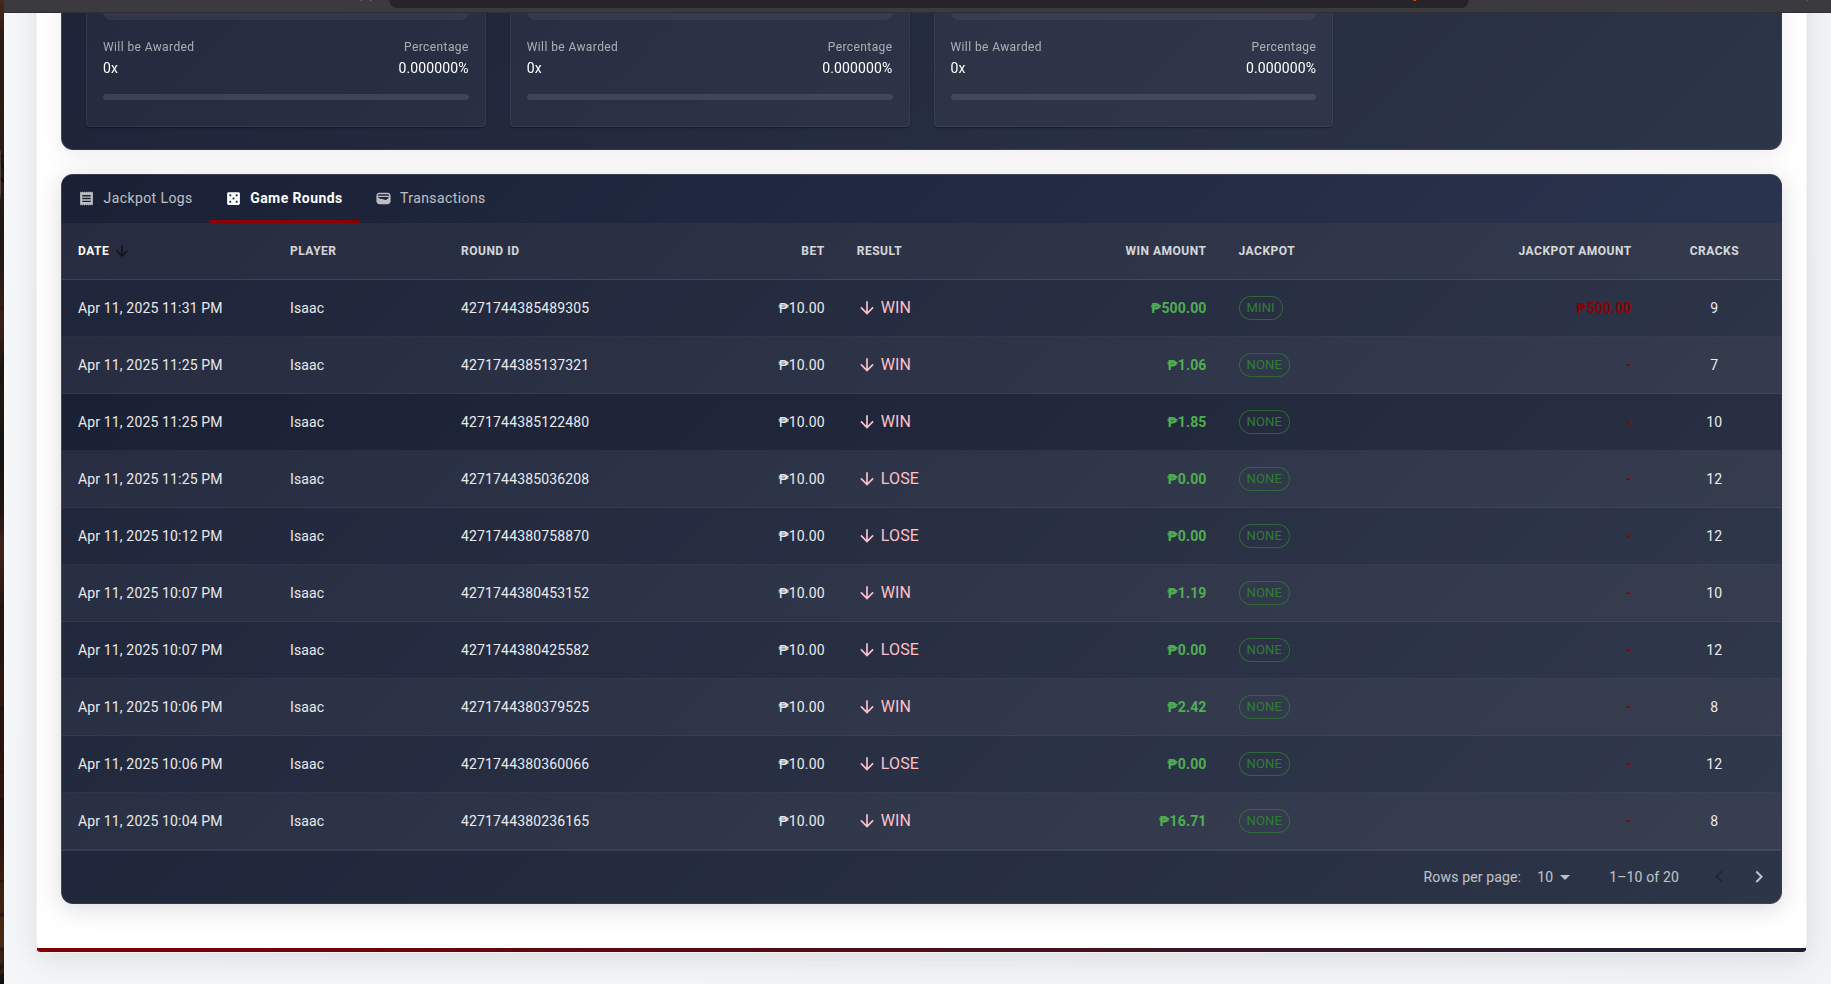 Will be Awarded Percentage Will be Awarded Percentage Will be Awarded Percentage
0x 0.000000% 0x 0.000000% 0x 0.000000%
Jackpot Logs Game Rounds Transactions
DATE PLAYER ROUND ID BET RESULT WIN AMOUNT JACKPOT JACKPOT AMOUNT CRACKS
Apr 11, 2025 11:31 PM Isaac 4271744385489305 ₱10.00 WIN ₱500.00 MINI ₱500.00 9
Apr 11, 2025 11:25 PM Isaac 4271744385137321 ₱10.00 WIN ₱1.06 NONE - 7
Apr 11, 2025 11:25 PM Isaac 4271744385122480 ₱10.00 WIN ₱1.85 NONE - 10
Apr 11, 2025 11:25 PM Isaac 4271744385036208 ₱10.00 LOSE ₱0.00 NONE - 12
Apr 11, 2025 10:12 PM Isaac 4271744380758870 ₱10.00 LOSE ₱0.00 NONE - 12
Apr 11, 2025 10:07 PM Isaac 4271744380453152 ₱10.00 WIN ₱1.19 NONE - 10
Apr 11, 2025 10:07 PM Isaac 4271744380425582 ₱10.00 LOSE ₱0.00 NONE - 12
Apr 11, 2025 10:06 PM Isaac 4271744380379525 ₱10.00 WIN ₱2.42 NONE - 8
Apr 11, 2025 10:06 PM Isaac 4271744380360066 ₱10.00 LOSE ₱0.00 NONE - 12
Apr 11, 2025 10:04 PM Isaac 4271744380236165 ₱10.00 WIN ₱16.71 NONE - 8
Rows per page: 10 1–10 of 20